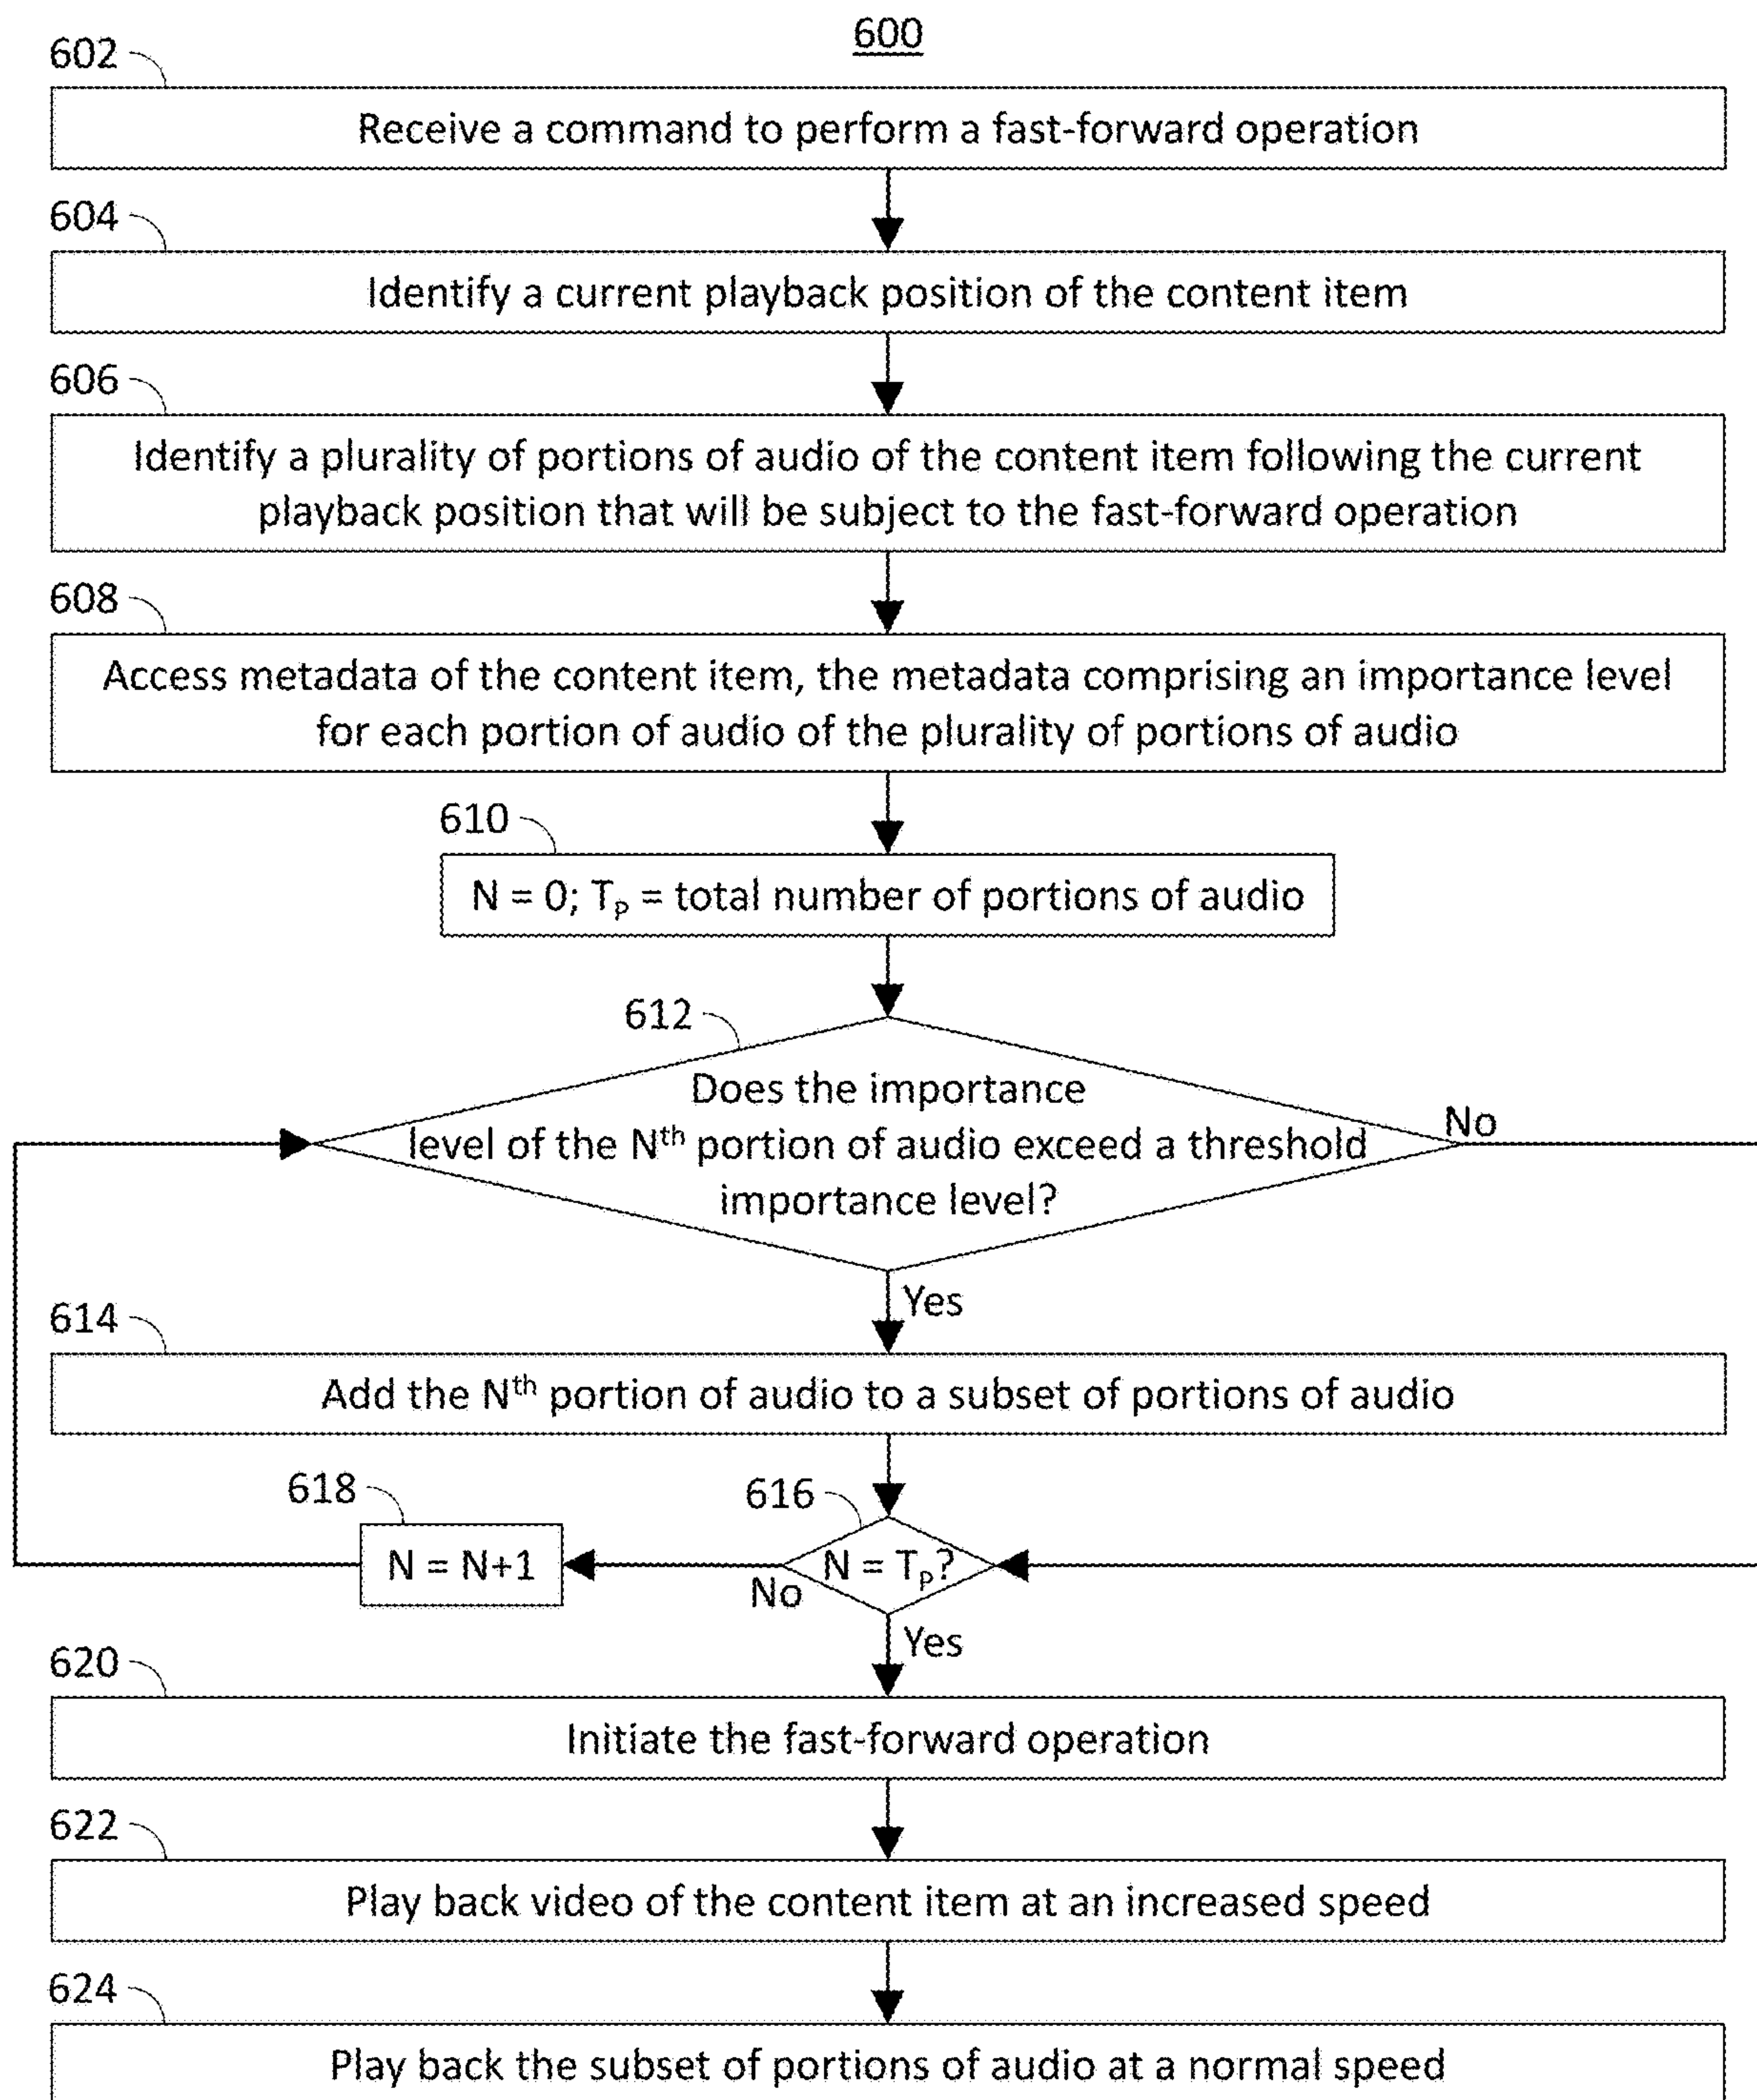 600
602
Receive a command to perform a fast-forward operation
604
Identify a current playback position of the content item
606
Identify a plurality of portions of audio of the content item following the current
playback position that will be subject to the fast-forward operation
608
Access metadata of the content item, the metadata comprising an importance level
for each portion of audio of the plurality of portions of audio
610
N = 0; Tₚ = total number of portions of audio
612
Does the importance
level of the Nᵗʰ portion of audio exceed a threshold
importance level?
No
Yes
614
Add the Nᵗʰ portion of audio to a subset of portions of audio
618
616
N = N+1
N = Tₚ?
No
Yes
620
Initiate the fast-forward operation
622
Play back video of the content item at an increased speed
624
Play back the subset of portions of audio at a normal speed